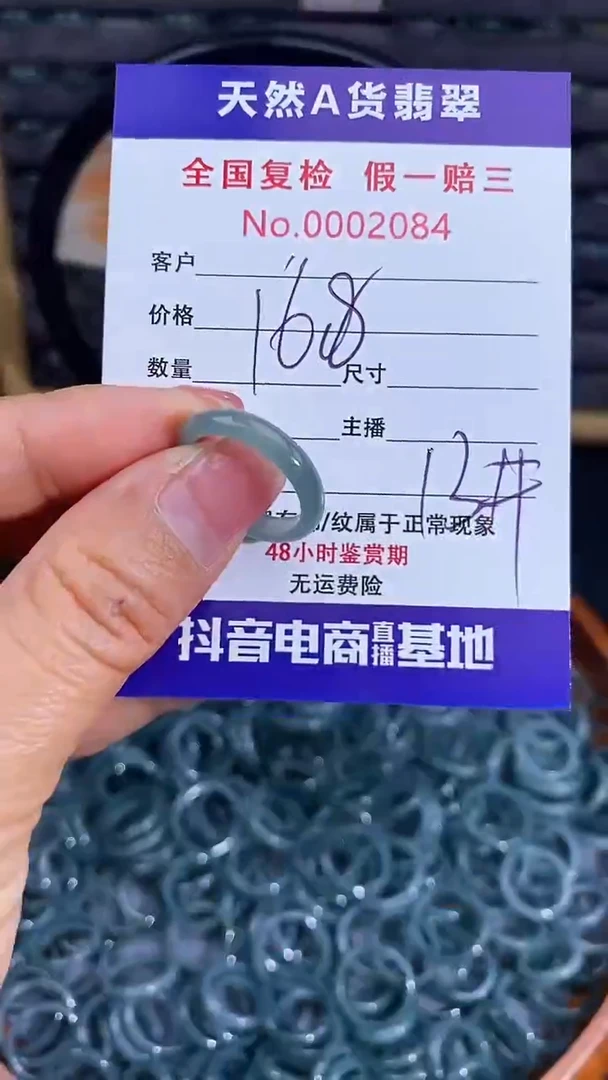 天然A货翡翠
全国复检 假一赔三
No.0002084
客户
价格 168
数量 尺寸
主播
13#
/纹属于正常现象
48小时鉴赏期
无运费险
抖音电商直播基地